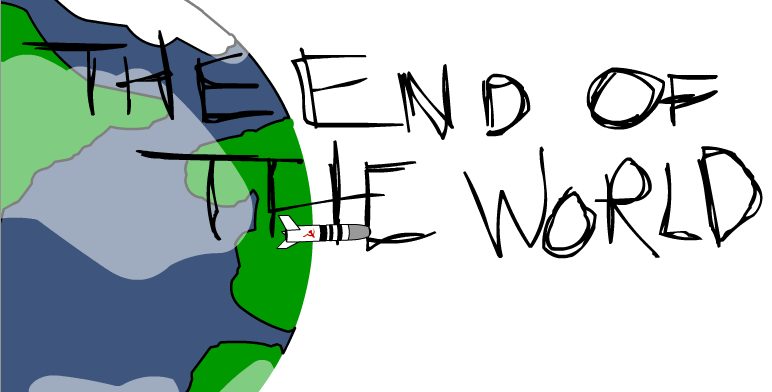 THE END OF
THE WORLD